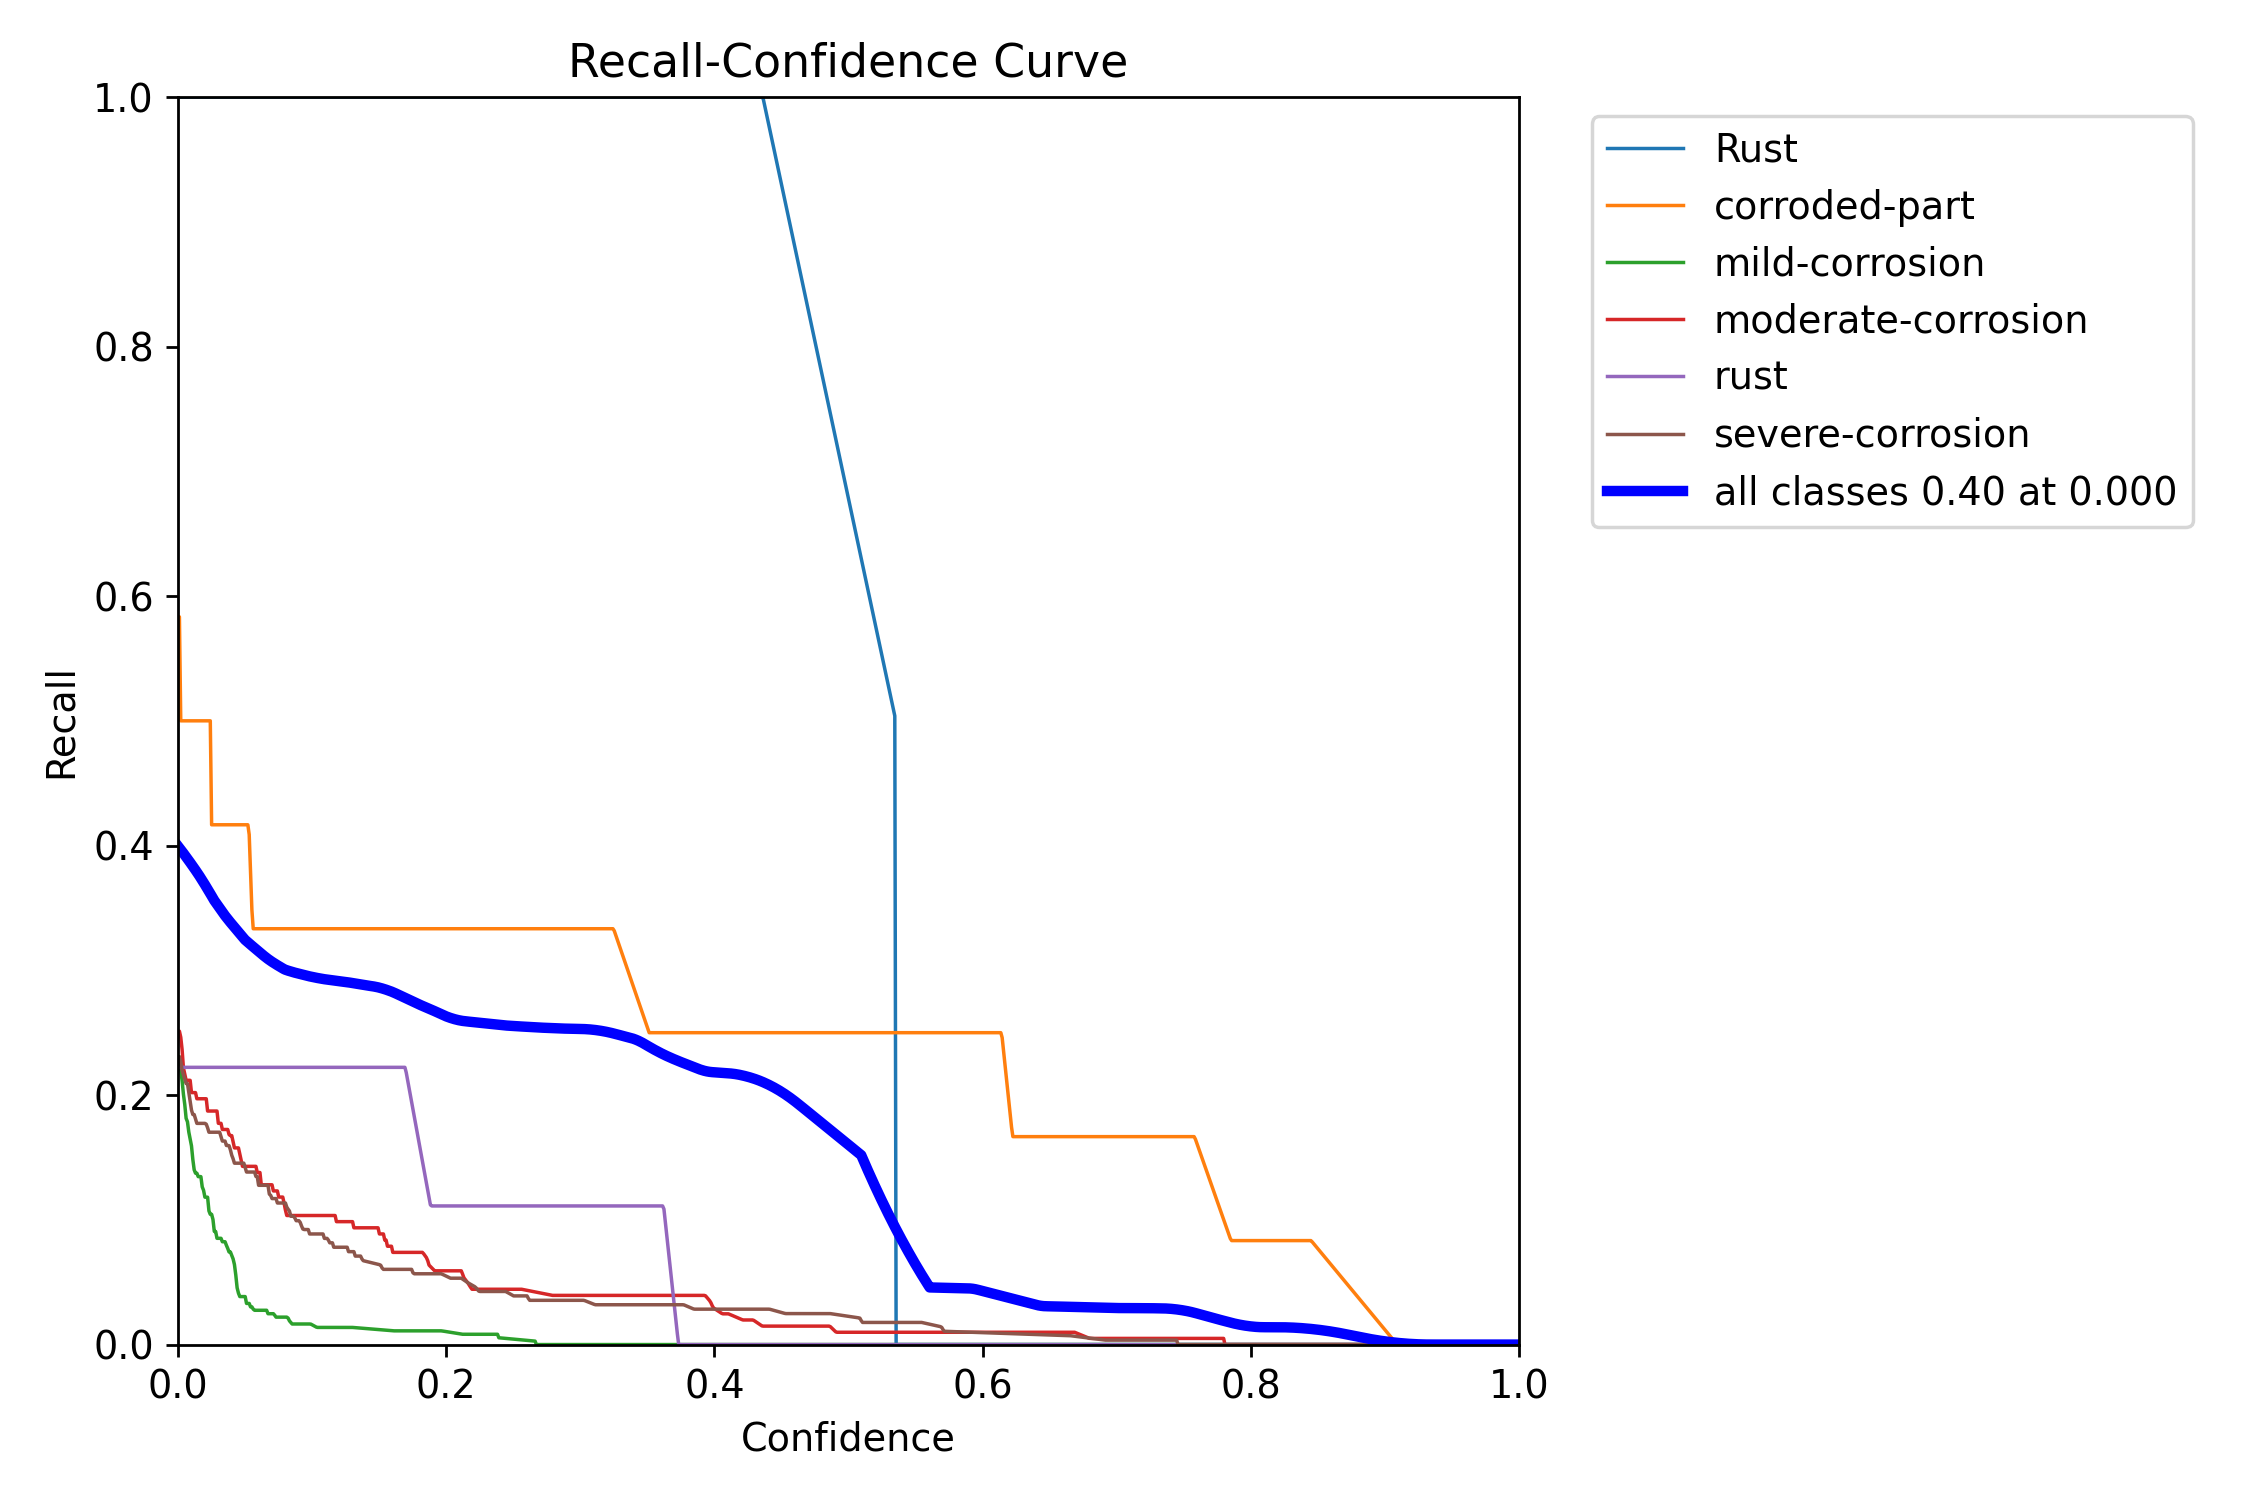 Recall-Confidence Curve
1.0
0.8
0.6
0.4
0.2
0.0
Recall
0.0 0.2 0.4 0.6 0.8 1.0
Confidence
Rust
corroded-part
mild-corrosion
moderate-corrosion
rust
severe-corrosion
all classes 0.40 at 0.000